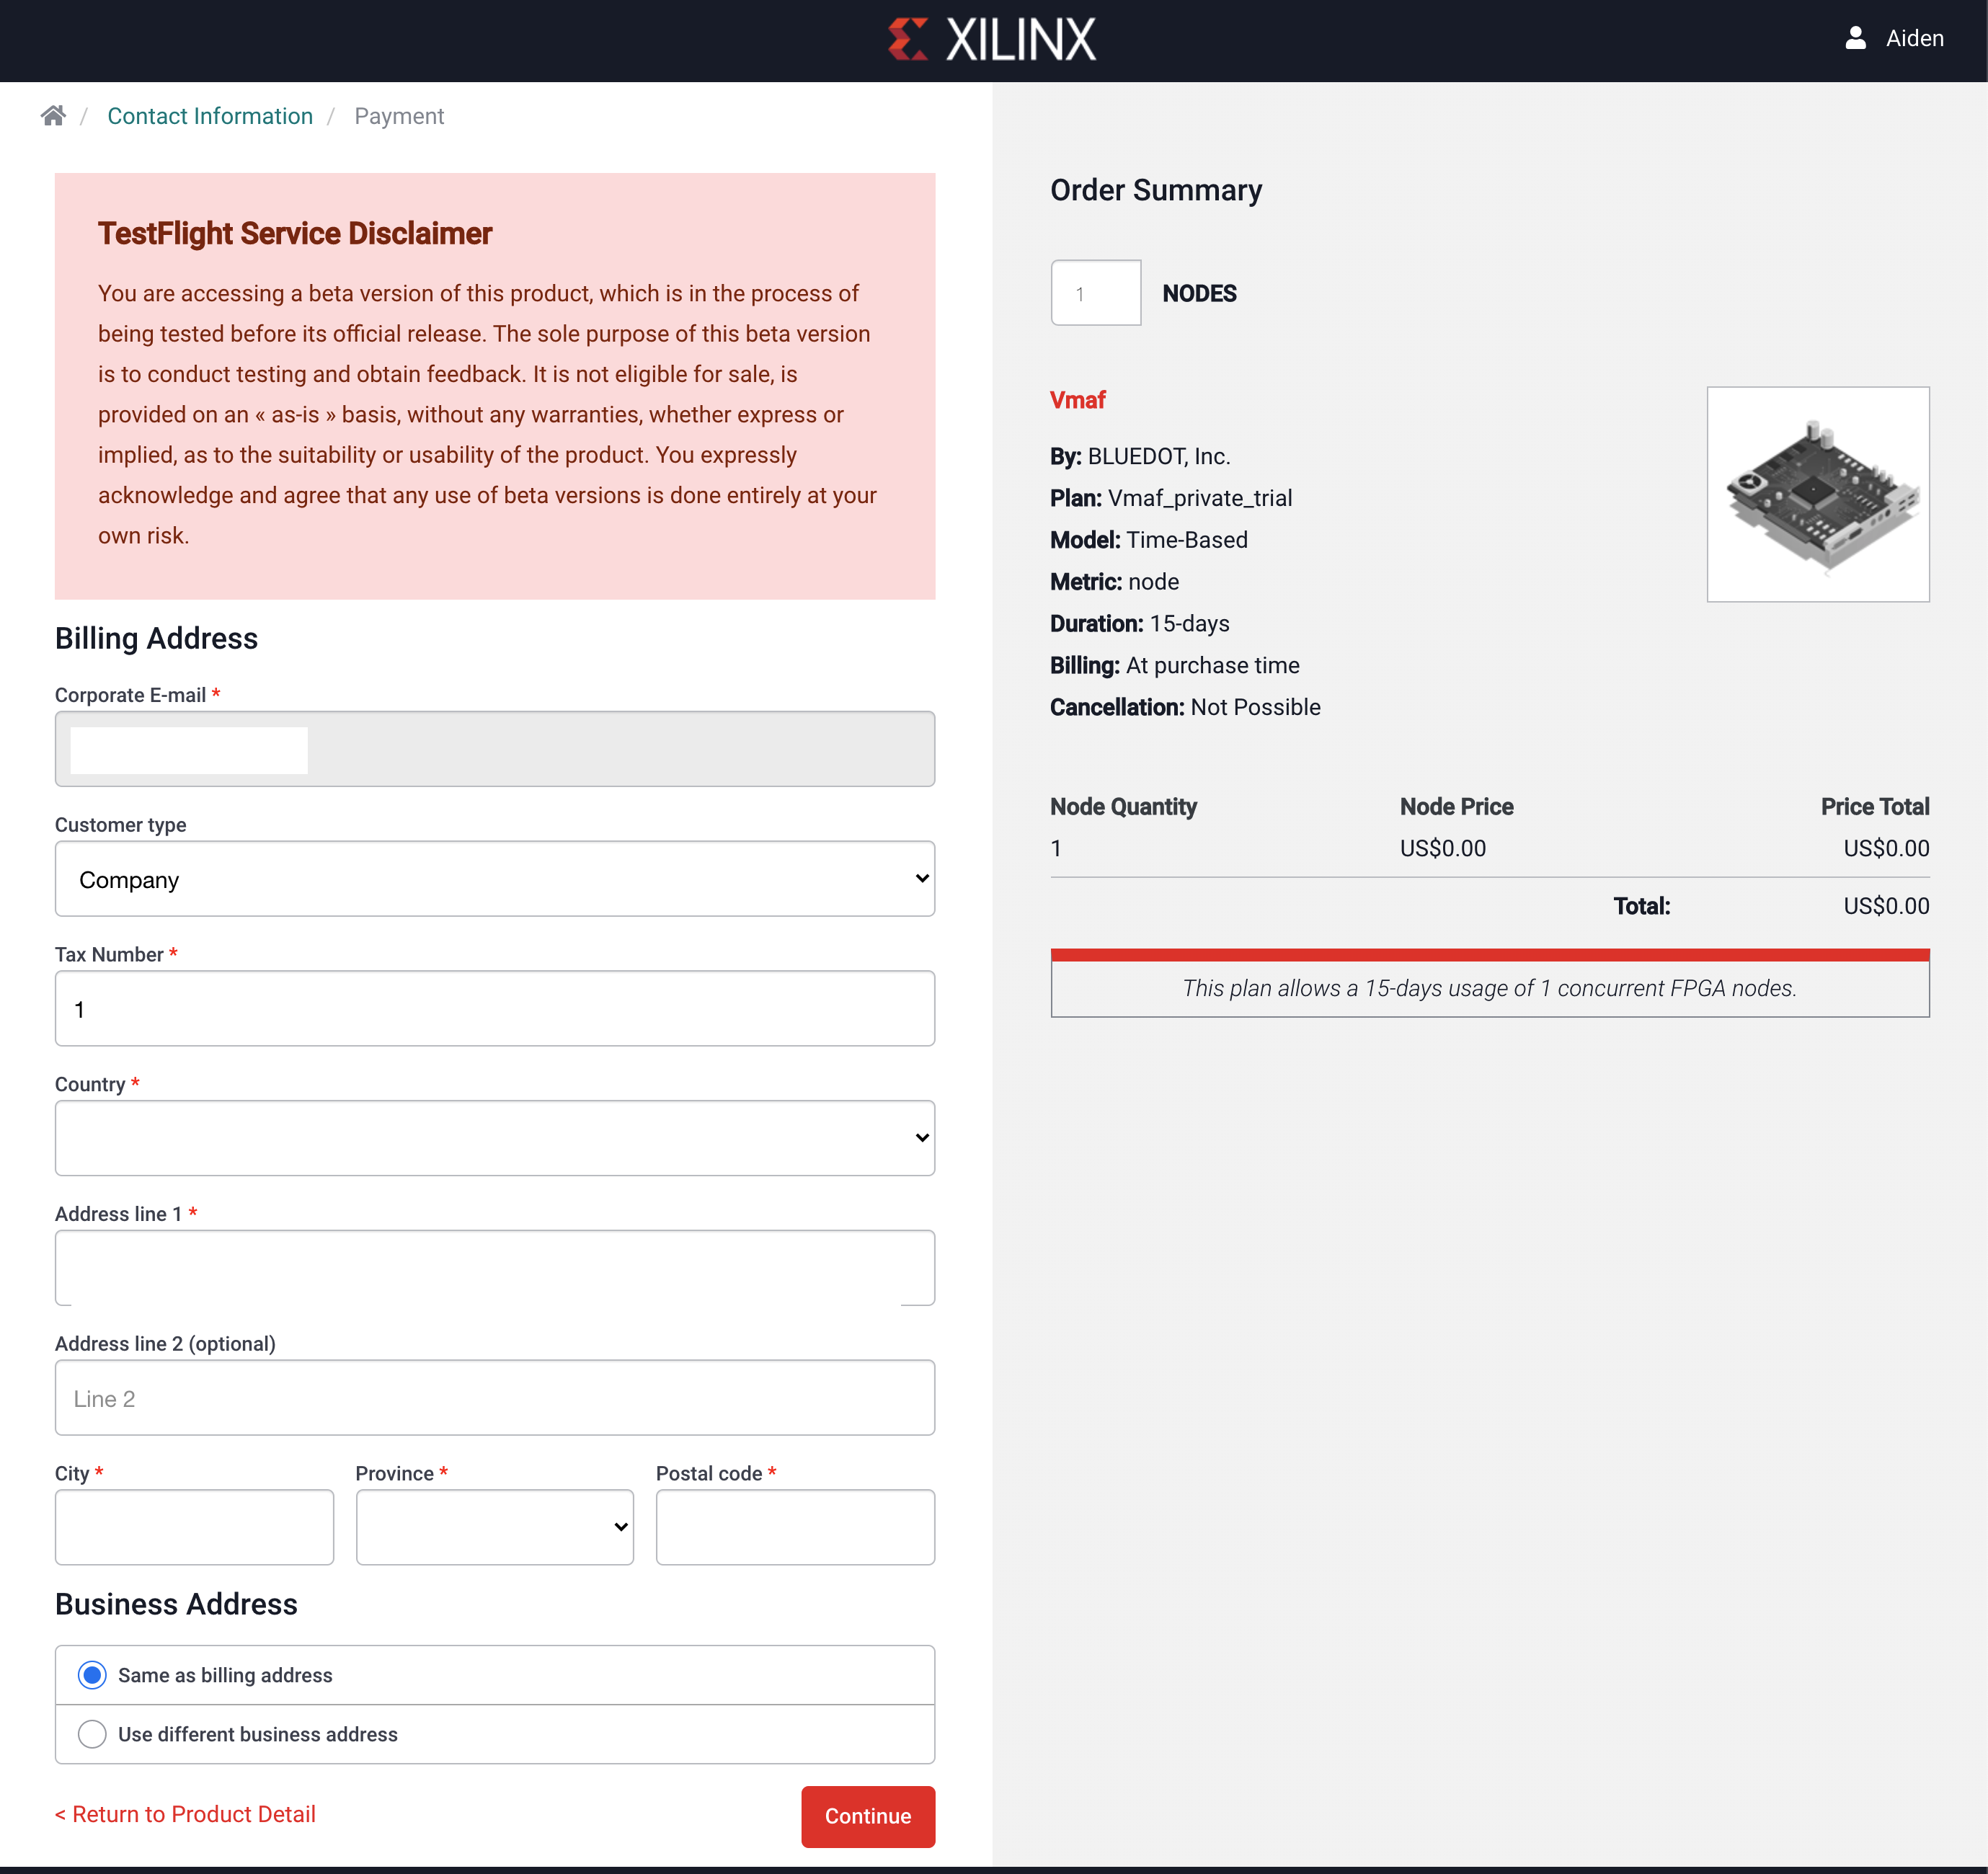 XILINX
Aiden
/ Contact Information / Payment
TestFlight Service Disclaimer
You are accessing a beta version of this product, which is in the process of
being tested before its official release. The sole purpose of this beta version
is to conduct testing and obtain feedback. It is not eligible for sale, is
provided on an « as-is » basis, without any warranties, whether express or
implied, as to the suitability or usability of the product. You expressly
acknowledge and agree that any use of beta versions is done entirely at your
own risk.
Billing Address
Corporate E-mail *
Customer type
Company
Tax Number *
1
Country *
Address line 1 *
Address line 2 (optional)
Line 2
City * Province * Postal code *
Business Address
Same as billing address
Use different business address
< Return to Product Detail
Continue
Order Summary
1 NODES
Vmaf
By: BLUEDOT, Inc.
Plan: Vmaf_private_trial
Model: Time-Based
Metric: node
Duration: 15-days
Billing: At purchase time
Cancellation: Not Possible
Node Quantity Node Price Price Total
1 US$0.00 US$0.00
Total: US$0.00
This plan allows a 15-days usage of 1 concurrent FPGA nodes.